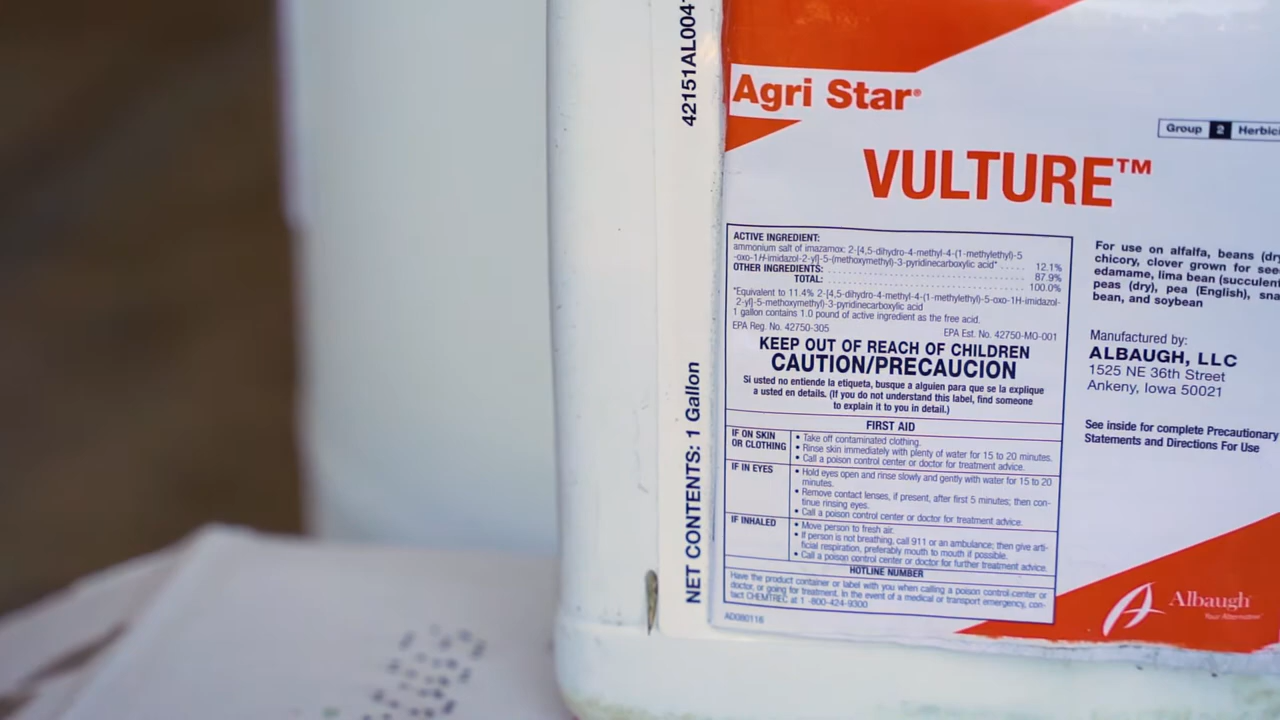 42151AL004
Agri Star®
Group 2 Herbici
VULTURE™
ACTIVE INGREDIENT:
ammonium salt of imazamox: 2-[4,5-dihydro-4-methyl-4-(1-methylethyl)-5
-oxo-1H-imidazol-2-yl]-5-(methoxymethyl)-3-pyridinecarboxylic acid* . . . . . 12.1%
OTHER INGREDIENTS: 87.9%
TOTAL: 100.0%
*Equivalent to 11.4% 2-[4,5-dihydro-4-methyl-4-(1-methylethyl)-5-oxo-1H-imidazol-
2-yl]-5-methoxymethyl)-3-pyridinecarboxylic acid
1 gallon contains 1.0 pound of active ingredient as the free acid.
EPA Reg. No. 42750-305 EPA Est. No. 42750-MO-001
KEEP OUT OF REACH OF CHILDREN
CAUTION/PRECAUCION
Si usted no entiende la etiqueta, busque a alguien para que se la explique
a usted en detalles. (If you do not understand this label, find someone
to explain it to you in detail.)
FIRST AID
IF ON SKIN
OR CLOTHING
• Take off contaminated clothing.
• Rinse skin immediately with plenty of water for 15 to 20 minutes.
• Call a poison control center or doctor for treatment advice.
IF IN EYES
• Hold eyes open and rinse slowly and gently with water for 15 to 20
minutes.
• Remove contact lenses, if present, after first 5 minutes; then con-
tinue rinsing eyes.
• Call a poison control center or doctor for treatment advice.
IF INHALED
• Move person to fresh air.
• If person is not breathing, call 911 or an ambulance; then give arti-
ficial respiration, preferably mouth to mouth if possible.
• Call a poison control center or doctor for further treatment advice.
HOTLINE NUMBER
Have the product container or label with you when calling a poison control center or
doctor, or going for treatment. In the event of a medical or transport emergency, con-
tact CHEMTREC at 1 -800-424-9300
AD080116
NET CONTENTS: 1 Gallon
For use on alfalfa, beans (dry
chicory, clover grown for see
edamame, lima bean (succulent
peas (dry), pea (English), sna
bean, and soybean
Manufactured by:
ALBAUGH, LLC
1525 NE 36th Street
Ankeny, Iowa 50021
See inside for complete Precautionary
Statements and Directions For Use
Albaugh
Your Alternative